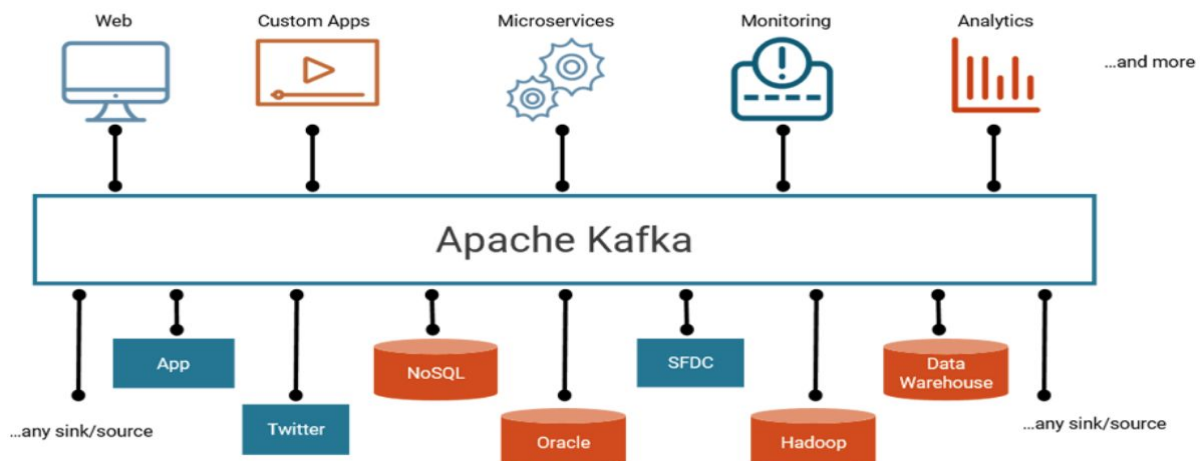 Web
Custom Apps
Microservices
Monitoring
Analytics
...and more
Apache Kafka
App
NoSQL
SFDC
Data
Warehouse
...any sink/source
Twitter
Oracle
Hadoop
...any sink/source